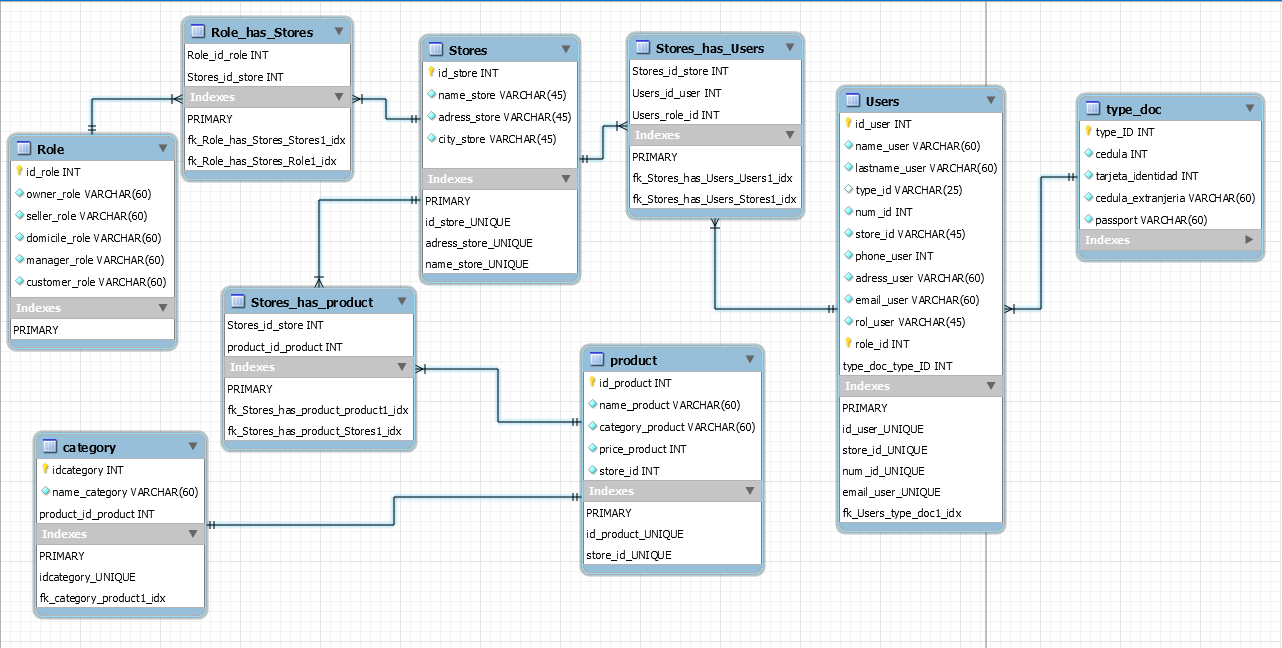 Role_has_Stores
Role_id_role INT
Stores_id_store INT
Indexes
PRIMARY
fk_Role_has_Stores_Stores1_idx
fk_Role_has_Stores_Role1_idx
Stores
id_store INT
name_store VARCHAR(45)
adress_store VARCHAR(45)
city_store VARCHAR(45)
Indexes
PRIMARY
id_store_UNIQUE
adress_store_UNIQUE
name_store_UNIQUE
Stores_has_Users
Stores_id_store INT
Users_id_user INT
Users_role_id INT
Indexes
PRIMARY
fk_Stores_has_Users_Users1_idx
fk_Stores_has_Users_Stores1_idx
Users
id_user INT
name_user VARCHAR(60)
lastname_user VARCHAR(60)
type_id VARCHAR(25)
num_id INT
store_id VARCHAR(45)
phone_user INT
adress_user VARCHAR(60)
email_user VARCHAR(60)
rol_user VARCHAR(45)
role_id INT
type_doc_type_ID INT
Indexes
PRIMARY
id_user_UNIQUE
store_id_UNIQUE
num_id_UNIQUE
email_user_UNIQUE
fk_Users_type_doc1_idx
type_doc
type_ID INT
cedula INT
tarjeta_identidad INT
cedula_extranjeria VARCHAR(60)
passport VARCHAR(60)
Indexes
Role
id_role INT
owner_role VARCHAR(60)
seller_role VARCHAR(60)
domicile_role VARCHAR(60)
manager_role VARCHAR(60)
customer_role VARCHAR(60)
Indexes
PRIMARY
Stores_has_product
Stores_id_store INT
product_id_product INT
Indexes
PRIMARY
fk_Stores_has_product_product1_idx
fk_Stores_has_product_Stores1_idx
product
id_product INT
name_product VARCHAR(60)
category_product VARCHAR(60)
price_product INT
store_id INT
Indexes
PRIMARY
id_product_UNIQUE
store_id_UNIQUE
category
idcategory INT
name_category VARCHAR(60)
product_id_product INT
Indexes
PRIMARY
idcategory_UNIQUE
fk_category_product1_idx